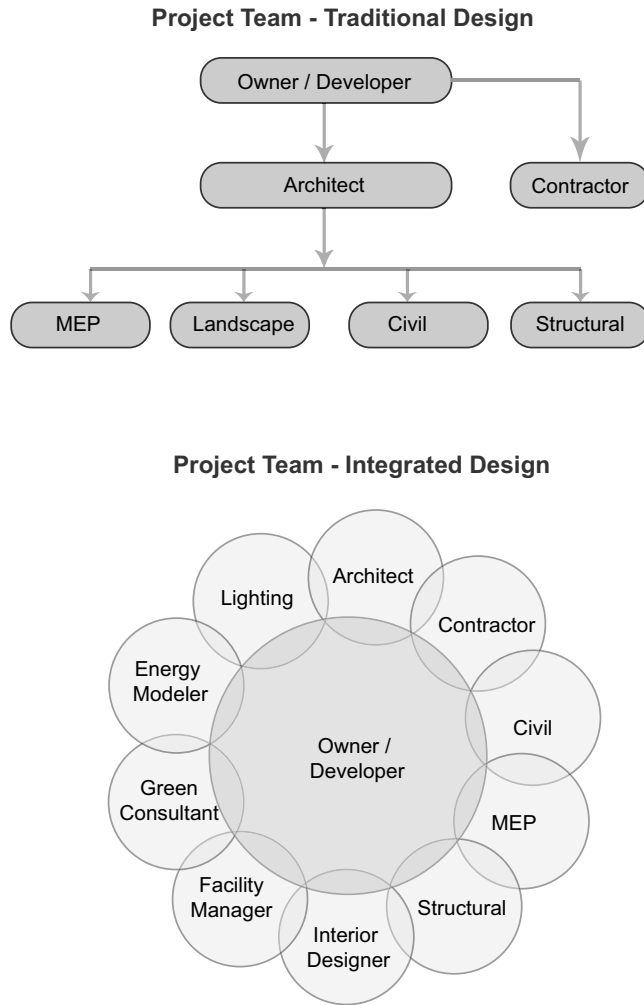 Project Team - Traditional Design
Owner / Developer
Architect
Contractor
MEP
Landscape
Civil
Structural
Project Team - Integrated Design
Architect
Lighting
Contractor
Energy
Modeler
Civil
Owner /
Developer
Green
Consultant
MEP
Facility
Manager
Structural
Interior
Designer